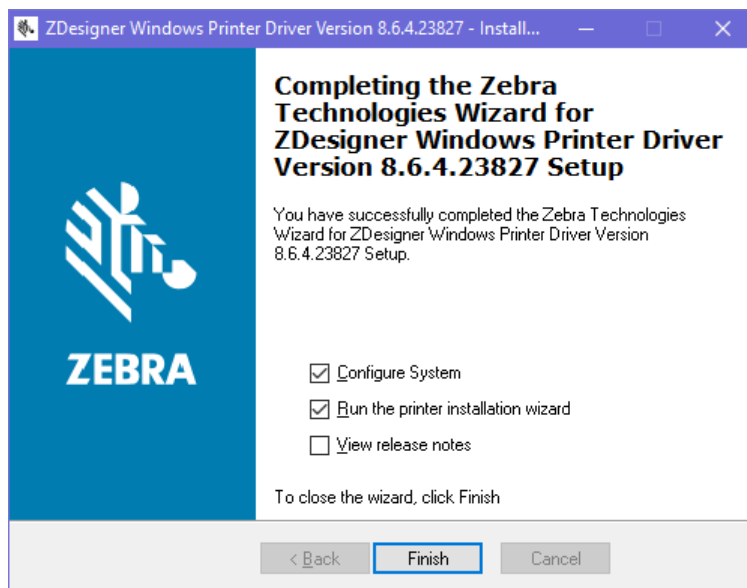 ZDesigner Windows Printer Driver Version 8.6.4.23827 - Install...
Completing the Zebra
Technologies Wizard for
ZDesigner Windows Printer Driver
Version 8.6.4.23827 Setup
You have successfully completed the Zebra Technologies
Wizard for ZDesigner Windows Printer Driver Version
8.6.4.23827 Setup.
ZEBRA
Configure System
Run the printer installation wizard
View release notes
To close the wizard, click Finish
< Back Finish Cancel